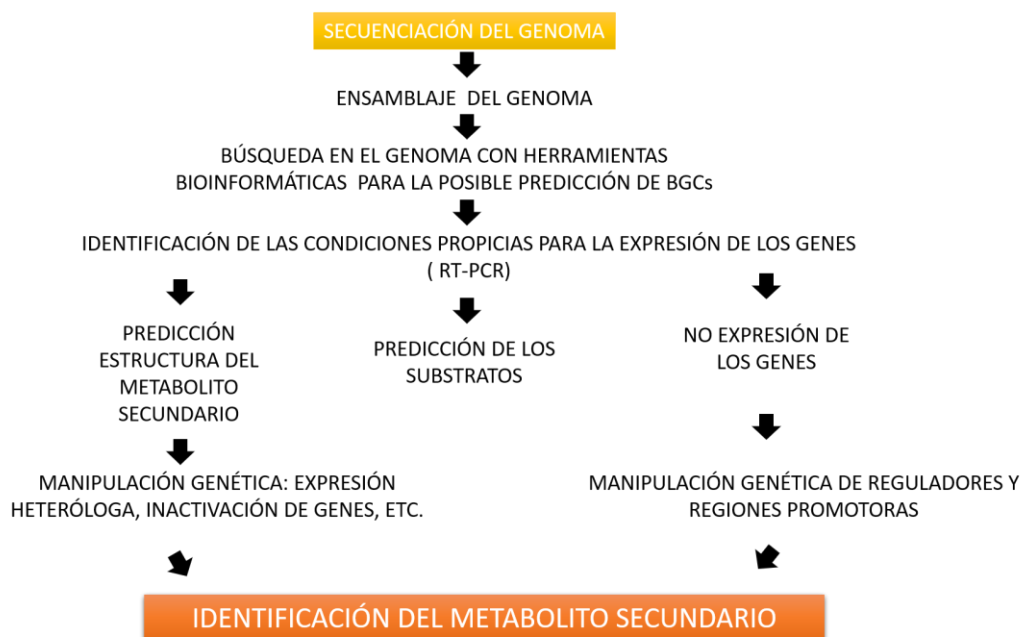 SECUENCIACIÓN DEL GENOMA
ENSAMBLAJE DEL GENOMA
BÚSQUEDA EN EL GENOMA CON HERRAMIENTAS
BIOINFORMÁTICAS PARA LA POSIBLE PREDICCIÓN DE BGCs
IDENTIFICACIÓN DE LAS CONDICIONES PROPICIAS PARA LA EXPRESIÓN DE LOS GENES
( RT-PCR)
PREDICCIÓN
ESTRUCTURA DEL
METABOLITO
SECUNDARIO
PREDICCIÓN DE LOS
SUBSTRATOS
NO EXPRESIÓN DE
LOS GENES
MANIPULACIÓN GENÉTICA: EXPRESIÓN
HETERÓLOGA, INACTIVACIÓN DE GENES, ETC.
MANIPULACIÓN GENÉTICA DE REGULADORES Y
REGIONES PROMOTORAS
IDENTIFICACIÓN DEL METABOLITO SECUNDARIO